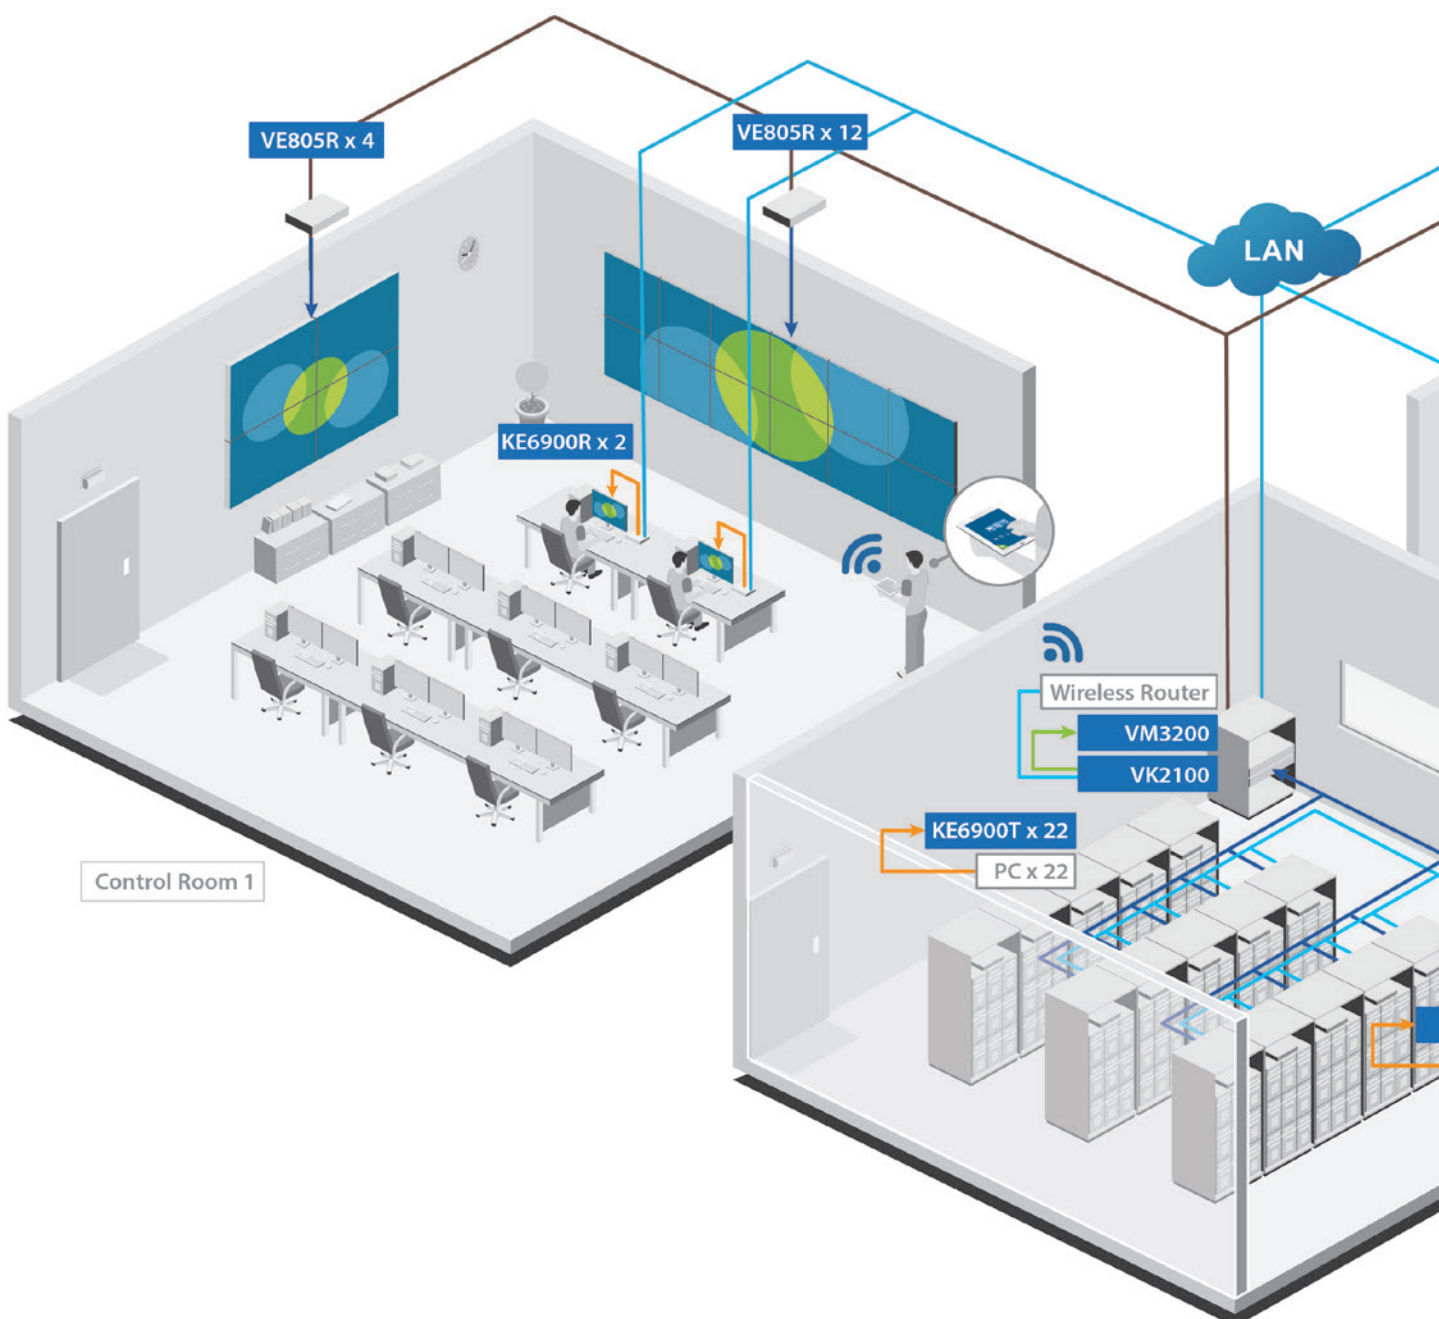 VE805R x 4
VE805R x 12
LAN
KE6900R x 2
Wireless Router
VM3200
VK2100
KE6900T x 22
PC x 22
Control Room 1